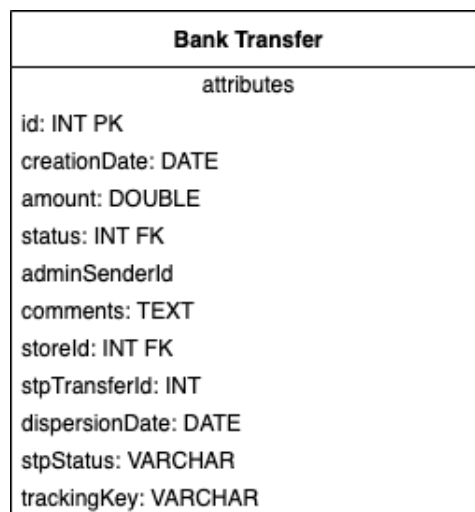 Bank Transfer
attributes
id: INT PK
creationDate: DATE
amount: DOUBLE
status: INT FK
adminSenderId
comments: TEXT
storeId: INT FK
stpTransferId: INT
dispersionDate: DATE
stpStatus: VARCHAR
trackingKey: VARCHAR